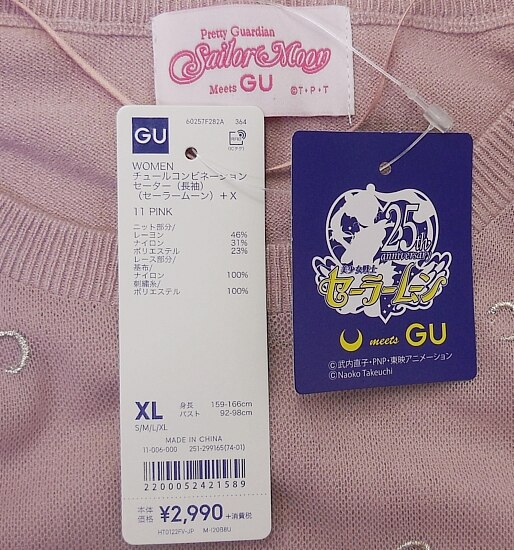 Pretty Guardian
Sailor Moon
Meets GU
©T・P・T
60257F282A 364
GU
WOMEN
チュールコンビネーション
セーター（長袖）
（セーラームーン）＋X
11 PINK
ニット部分/
レーヨン 46%
ナイロン 31%
ポリエステル 23%
レース部分/
基布/
ナイロン 100%
刺繍糸/
ポリエステル 100%
XL 身長 159-166cm
S/M/L/XL バスト 92-98cm
MADE IN CHINA
11-006-000 251-299165(74-01)
2200052421589
本体価格 ¥2,990 +消費税
HT0122FV-JP M-120B8U
25th
anniversary
美少女戦士
セーラームーン
meets GU
©武内直子・PNP・東映アニメーション
©Naoko Takeuchi